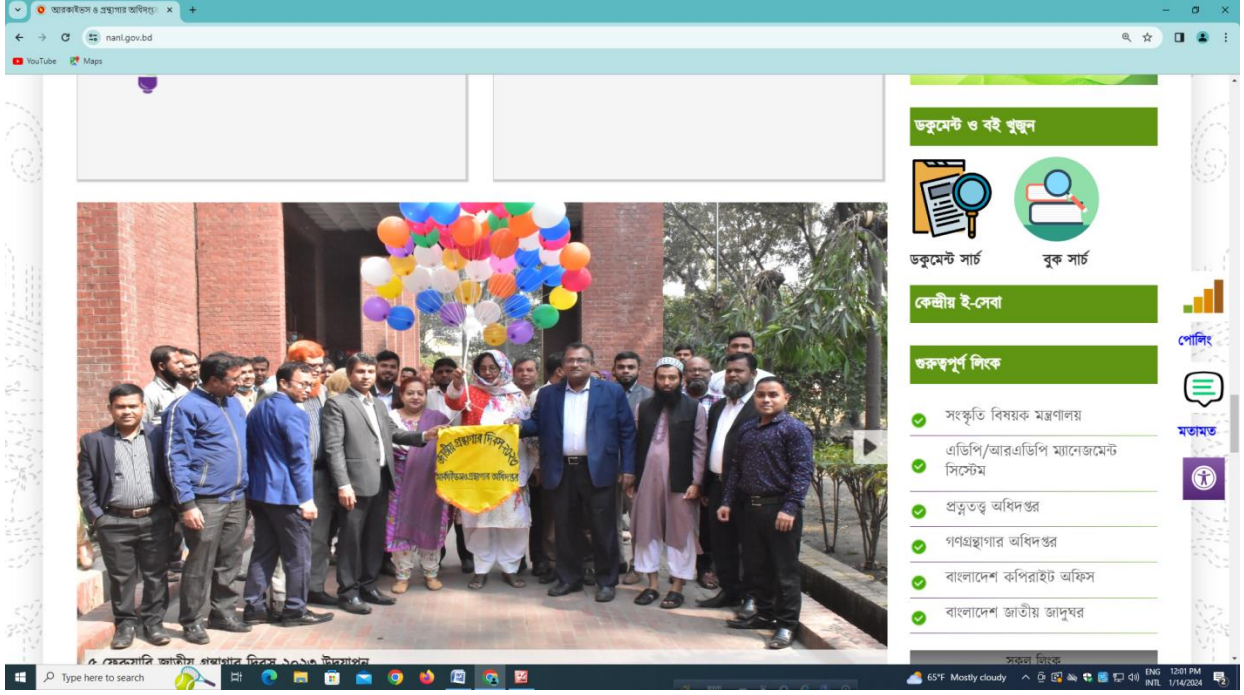 আরকাইভস ও গ্রন্থাগার অধিদপ্তর
nanl.gov.bd
YouTube
Maps
ডকুমেন্ট ও বই খুজুন
ডকুমেন্ট সার্চ
বুক সার্চ
কেন্দ্রীয় ই-সেবা
পোলিং
গুরুত্বপূর্ণ লিংক
মতামত
সংস্কৃতি বিষয়ক মন্ত্রণালয়
এডিপি/আরএডিপি ম্যানেজমেন্ট
সিস্টেম
প্রত্নতত্ত্ব অধিদপ্তর
গণগ্রন্থাগার অধিদপ্তর
বাংলাদেশ কপিরাইট অফিস
বাংলাদেশ জাতীয় জাদুঘর
সকল লিংক
জাতীয় গ্রন্থাগার দিবস-২০২৩
আরকাইভস ও গ্রন্থাগার অধিদপ্তর
৫ ফেব্রুয়ারি জাতীয় গ্রন্থাগার দিবস ২০২৩ উদযাপন
Type here to search
65°F Mostly cloudy
ENG
INTL
12:01 PM
1/14/2024